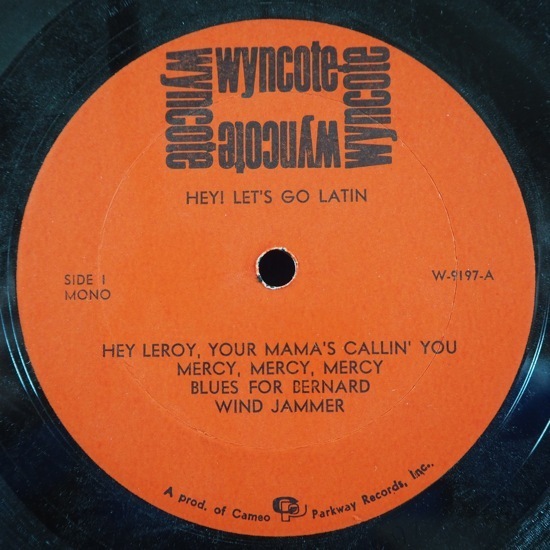 wyncote
wyncote
wyncote
wyncote
HEY! LET'S GO LATIN
SIDE 1
MONO
W-9197-A
HEY LEROY, YOUR MAMA'S CALLIN' YOU
MERCY, MERCY, MERCY
BLUES FOR BERNARD
WIND JAMMER
A prod. of Cameo CP Parkway Records, Inc.